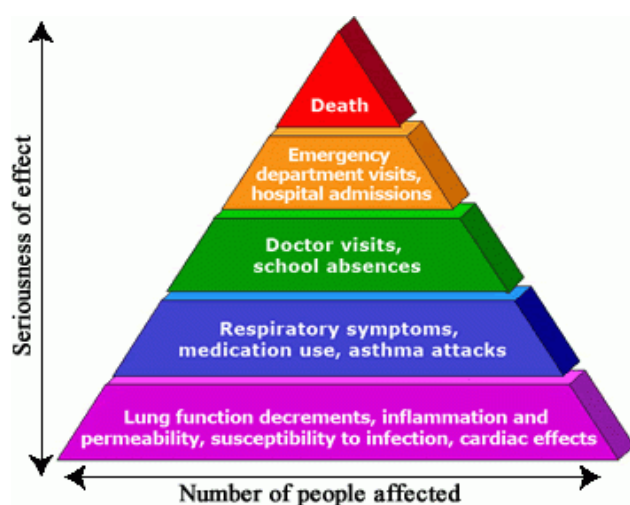 Death
Emergency
department visits,
hospital admissions
Doctor visits,
school absences
Respiratory symptoms,
medication use, asthma attacks
Lung function decrements, inflammation and
permeability, susceptibility to infection, cardiac effects
Seriousness of effect
Number of people affected